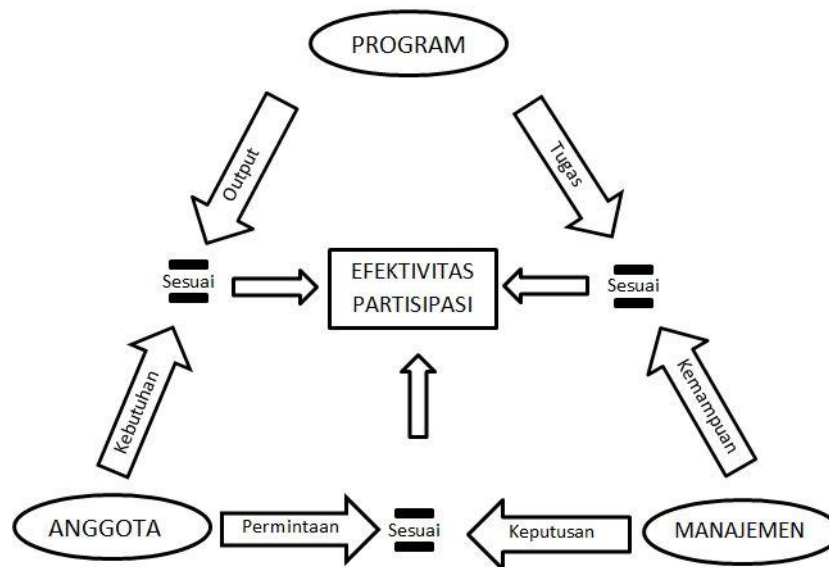 PROGRAM
Output
Tugas
Sesuai
EFEKTIVITAS
PARTISIPASI
Sesuai
Kebutuhan
Kemampuan
ANGGOTA
Permintaan
Sesuai
Keputusan
MANAJEMEN